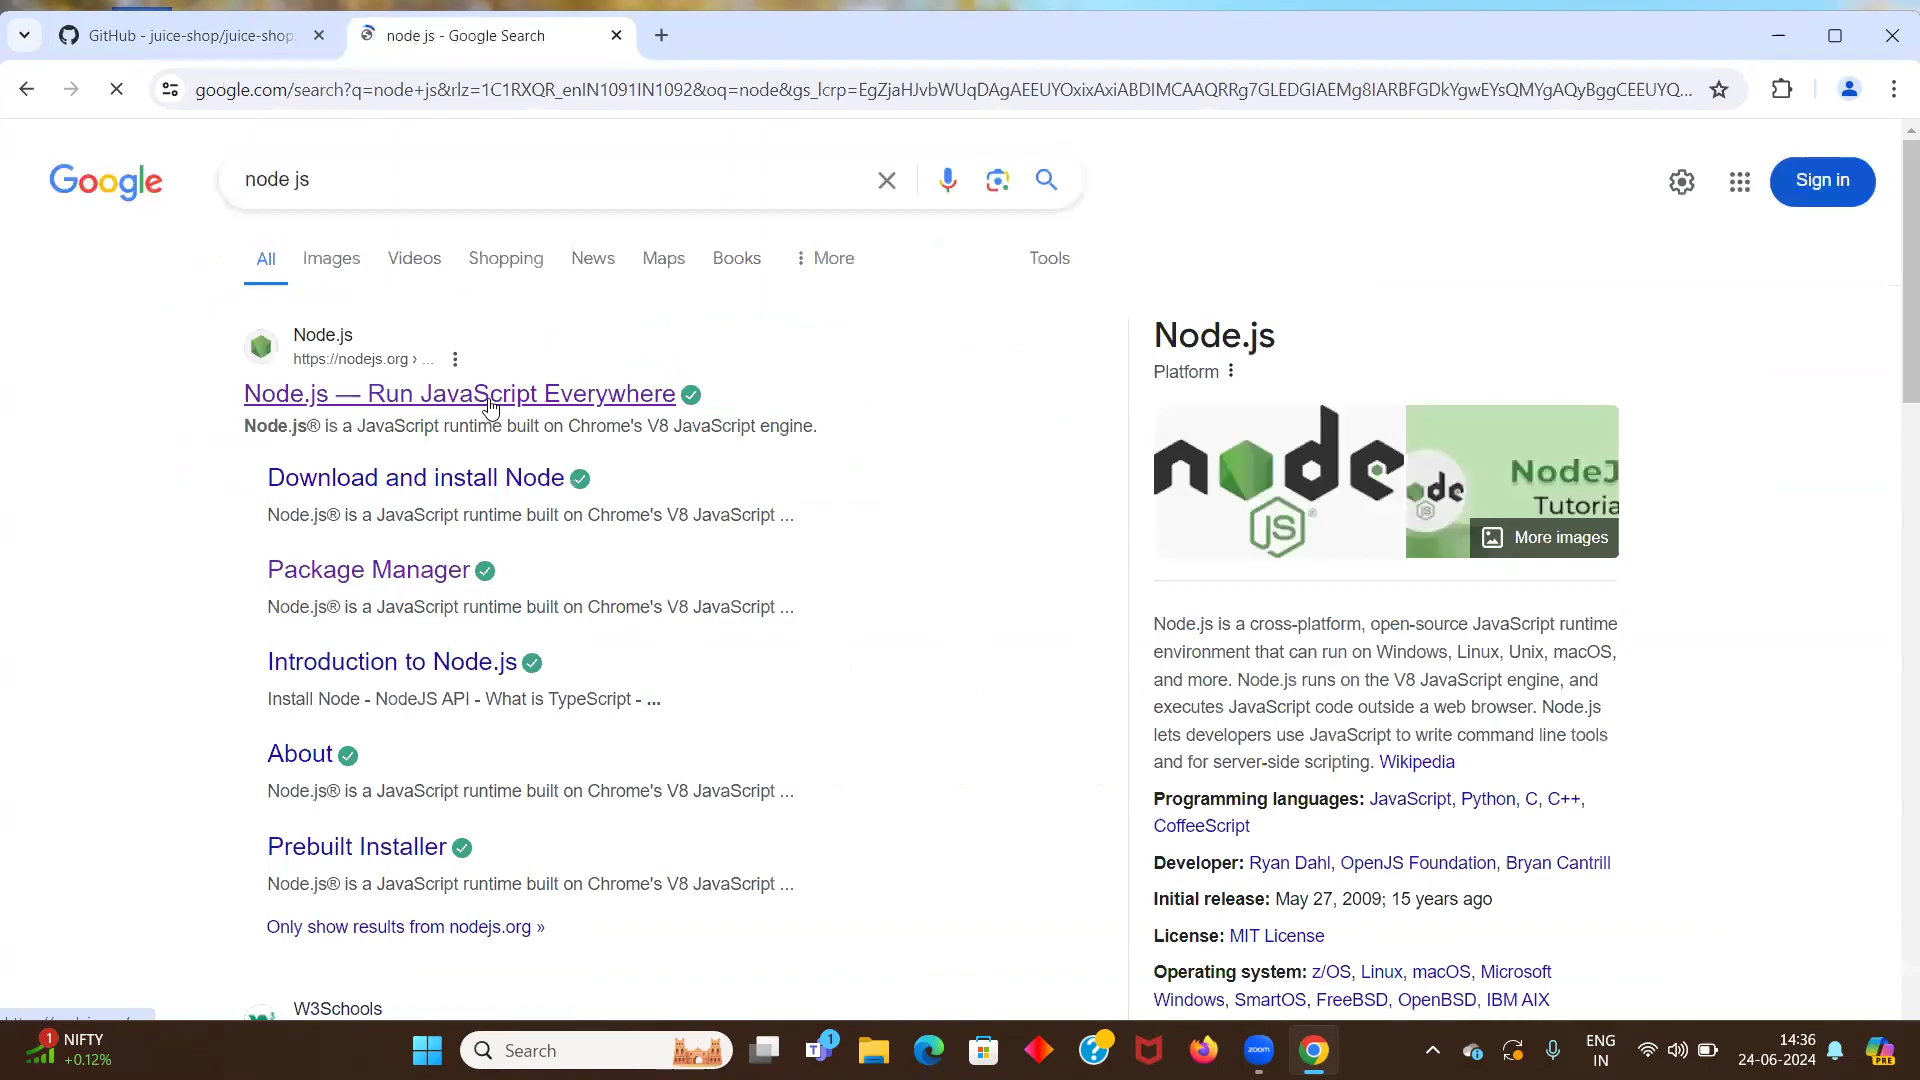 GitHub - juice-shop/juice-shop:
node js - Google Search
google.com/search?q=node+js&rlz=1C1RXQR_enIN1091IN1092&oq=node&gs_lcrp=EgZjaHJvbWUqDAgAEEUYOxixAxiABDIMCAAQRRg7GLEDGIAEMg8IARBFGDkYgwEYsQMYgAQyBggCEEUYQ...
Google
node js
Sign in
All
Images
Videos
Shopping
News
Maps
Books
More
Tools
Node.js
https://nodejs.org › ...
Node.js — Run JavaScript Everywhere
Node.js® is a JavaScript runtime built on Chrome's V8 JavaScript engine.
Download and install Node
Node.js® is a JavaScript runtime built on Chrome's V8 JavaScript ...
Package Manager
Node.js® is a JavaScript runtime built on Chrome's V8 JavaScript ...
Introduction to Node.js
Install Node - NodeJS API - What is TypeScript - ...
About
Node.js® is a JavaScript runtime built on Chrome's V8 JavaScript ...
Prebuilt Installer
Node.js® is a JavaScript runtime built on Chrome's V8 JavaScript ...
Only show results from nodejs.org »
W3Schools
Node.js
Platform
node
JS
node
JS
NodeJ
Tutoria
More images
Node.js is a cross-platform, open-source JavaScript runtime
environment that can run on Windows, Linux, Unix, macOS,
and more. Node.js runs on the V8 JavaScript engine, and
executes JavaScript code outside a web browser. Node.js
lets developers use JavaScript to write command line tools
and for server-side scripting. Wikipedia
Programming languages: JavaScript, Python, C, C++,
CoffeeScript
Developer: Ryan Dahl, OpenJS Foundation, Bryan Cantrill
Initial release: May 27, 2009; 15 years ago
License: MIT License
Operating system: z/OS, Linux, macOS, Microsoft
Windows, SmartOS, FreeBSD, OpenBSD, IBM AIX
1
NIFTY
+0.12%
Search
1
zoom
ENG
IN
14:36
24-06-2024
PRE